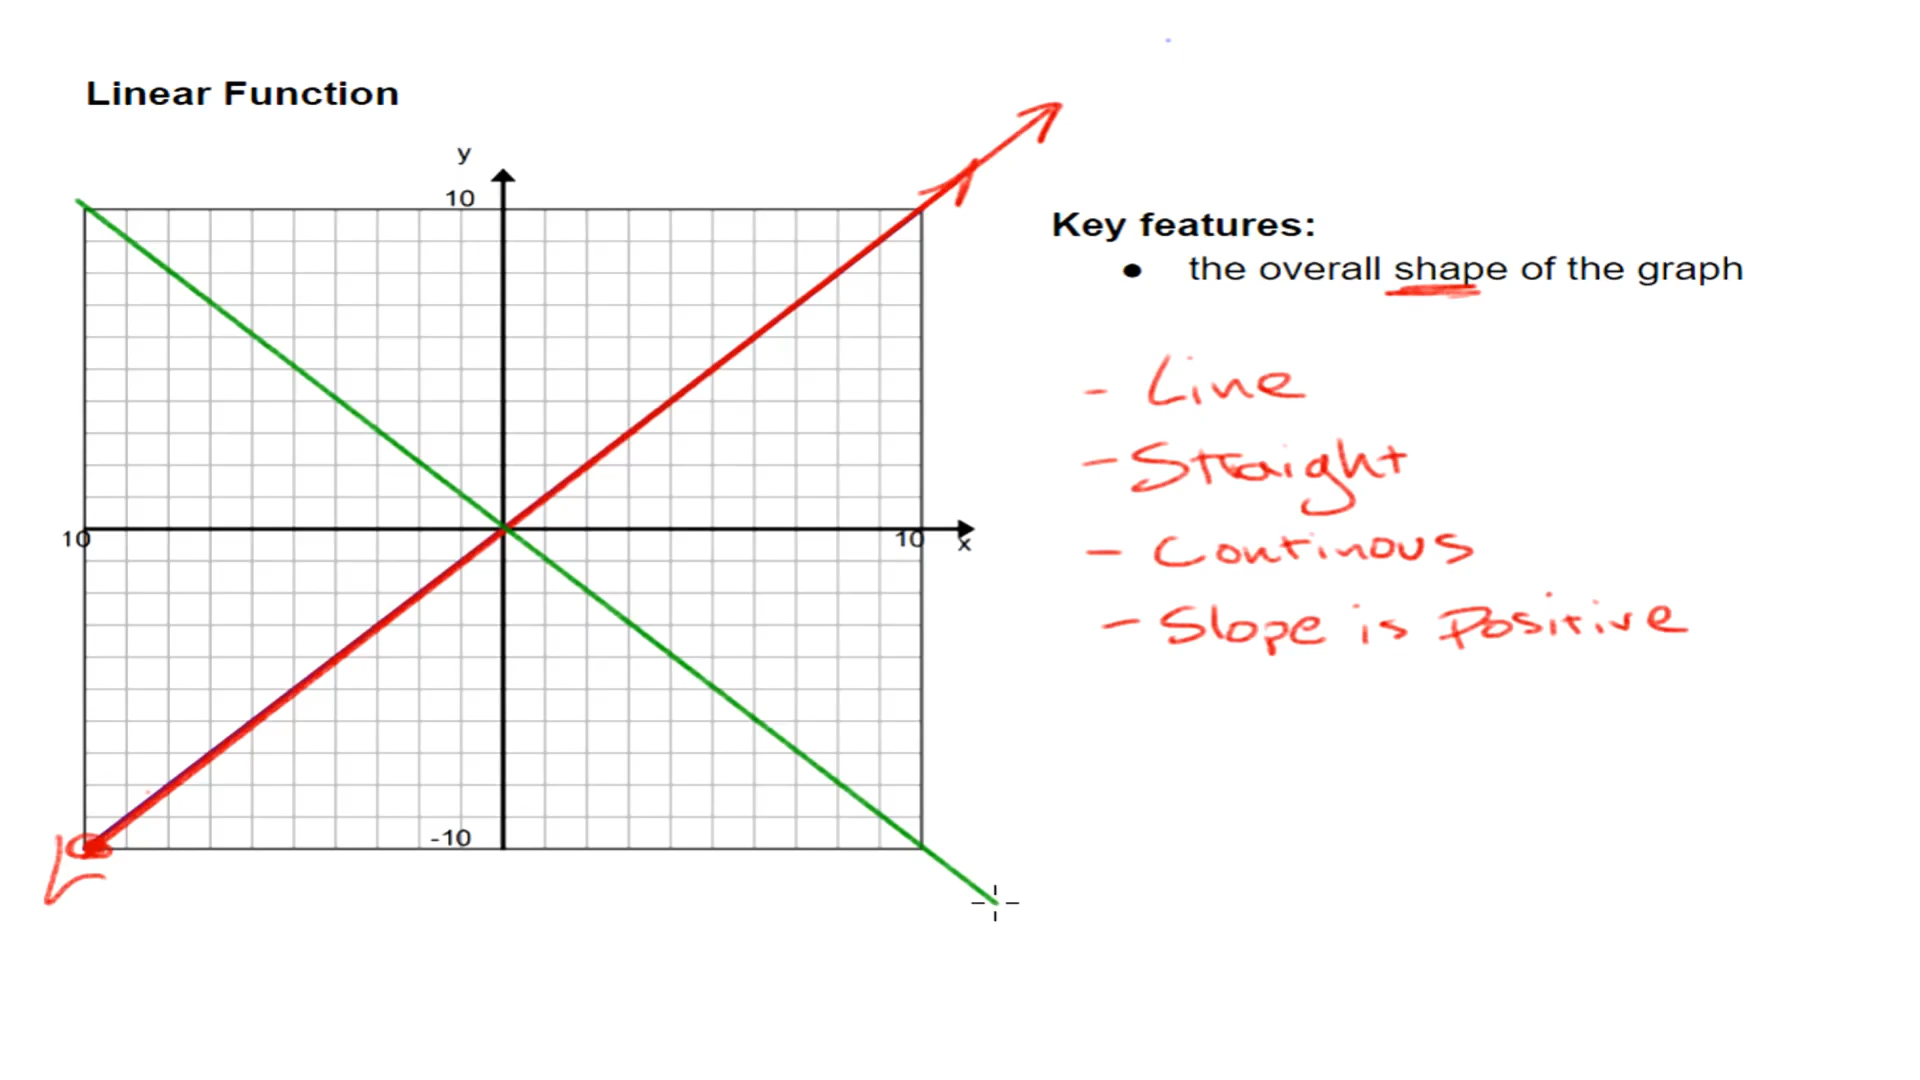 Linear Function
y
10
Key features:
● the overall shape of the graph
- Line
- Straight
- Continous
10
10
x
- Slope is Positive
-10